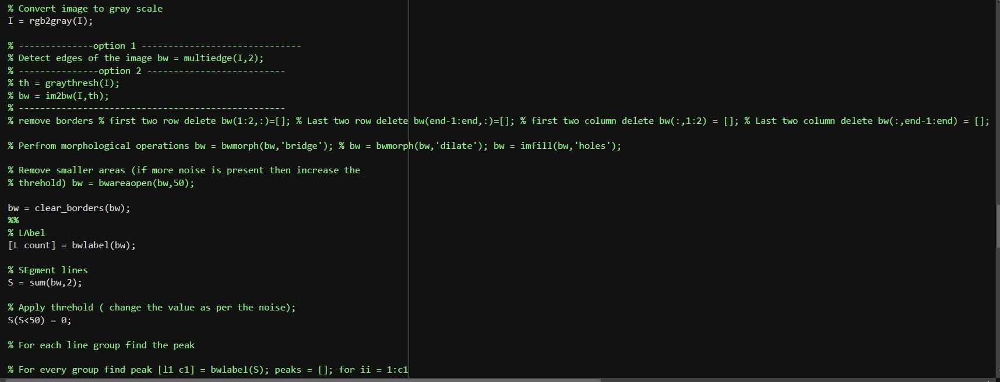 % Convert image to gray scale
I = rgb2gray(I);
% --------------option 1 ------------------------------
% Detect edges of the image bw = multiedge(I,2);
% ---------------option 2 --------------------------
% th = graythresh(I);
% bw = im2bw(I,th);
% --------------------------------------------------
% remove borders % first two row delete bw(1:2,:)=[]; % Last two row delete bw(end-1:end,:)=[]; % first two column delete bw(:,1:2) = []; % Last two column delete bw(:,end-1:end) = [];
% Perfrom morphological operations bw = bwmorph(bw,'bridge'); % bw = bwmorph(bw,'dilate'); bw = imfill(bw,'holes');
% Remove smaller areas (if more noise is present then increase the
% threhold) bw = bwareaopen(bw,50);
bw = clear_borders(bw);
%%
% LAbel
[L count] = bwlabel(bw);
% SEgment lines
S = sum(bw,2);
% Apply threhold ( change the value as per the noise);
S(S<50) = 0;
% For each line group find the peak
% For every group find peak [l1 c1] = bwlabel(S); peaks = []; for ii = 1:c1